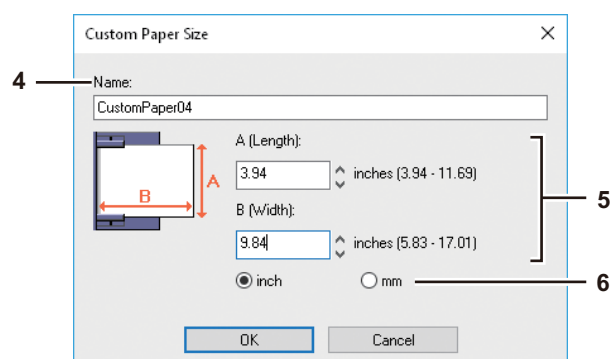 Custom Paper Size
4
Name:
CustomPaper04
A (Length):
3.94 inches (3.94 - 11.69)
A
B
B (Width):
5
9.84 inches (5.83 - 17.01)
inch mm
6
OK Cancel